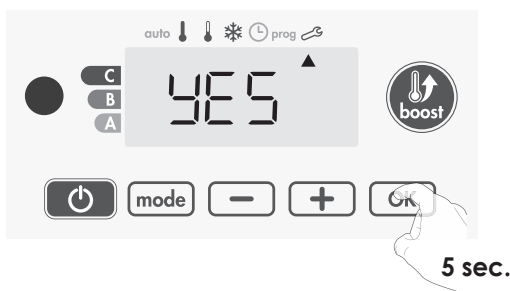 auto prog
C
B
A
YES
boost
mode − + OK
5 sec.